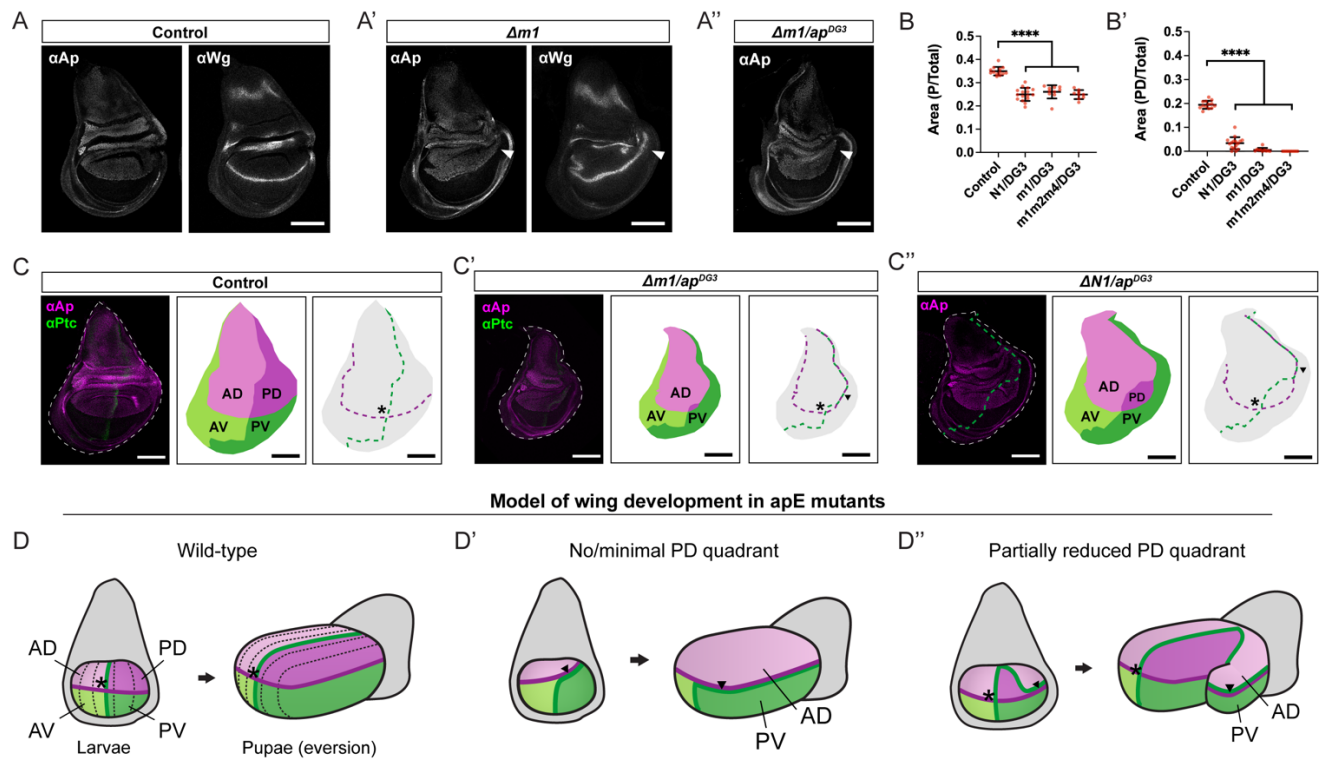 A
Control
αAp
αWg
A'
Δm1
αAp
αWg
A''
Δm1/ap^DG3
αAp
B
****
Area (P/Total)
0.5
0.4
0.3
0.2
0.1
0.0
Control
N1/DG3
m1/DG3
m1m2m4/DG3
B'
****
Area (PD/Total)
0.5
0.4
0.3
0.2
0.1
0.0
Control
N1/DG3
m1/DG3
m1m2m4/DG3
C
Control
αAp
αPtc
AD
PD
AV
PV
*
C'
Δm1/ap^DG3
αAp
AD
AV
PV
*
C''
ΔN1/ap^DG3
αAp
AD
PD
AV
PV
*
Model of wing development in apE mutants
D
Wild-type
AD
PD
*
AV
PV
Larvae
*
Pupae (eversion)
D'
No/minimal PD quadrant
AD
PV
D''
Partially reduced PD quadrant
*
*
AD
PV